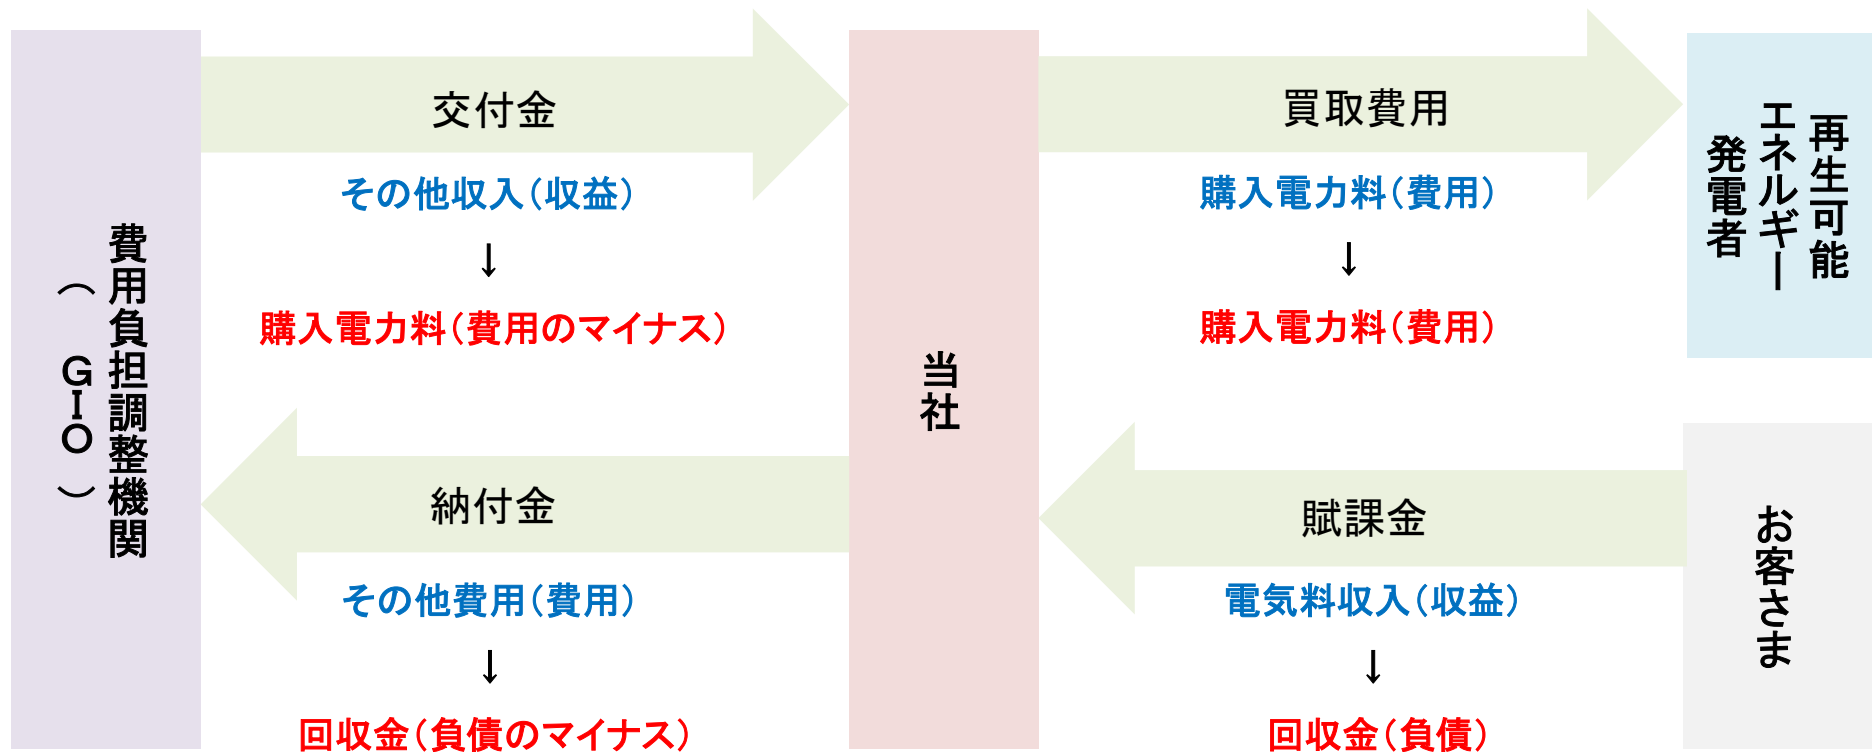 費用負担調整機関
（ＧＩＯ）
交付金
その他収入（収益）
↓
購入電力料（費用のマイナス）
納付金
その他費用（費用）
↓
回収金（負債のマイナス）
当社
買取費用
購入電力料（費用）
↓
購入電力料（費用）
賦課金
電気料収入（収益）
↓
回収金（負債）
再生可能
エネルギー
発電者
お客さま